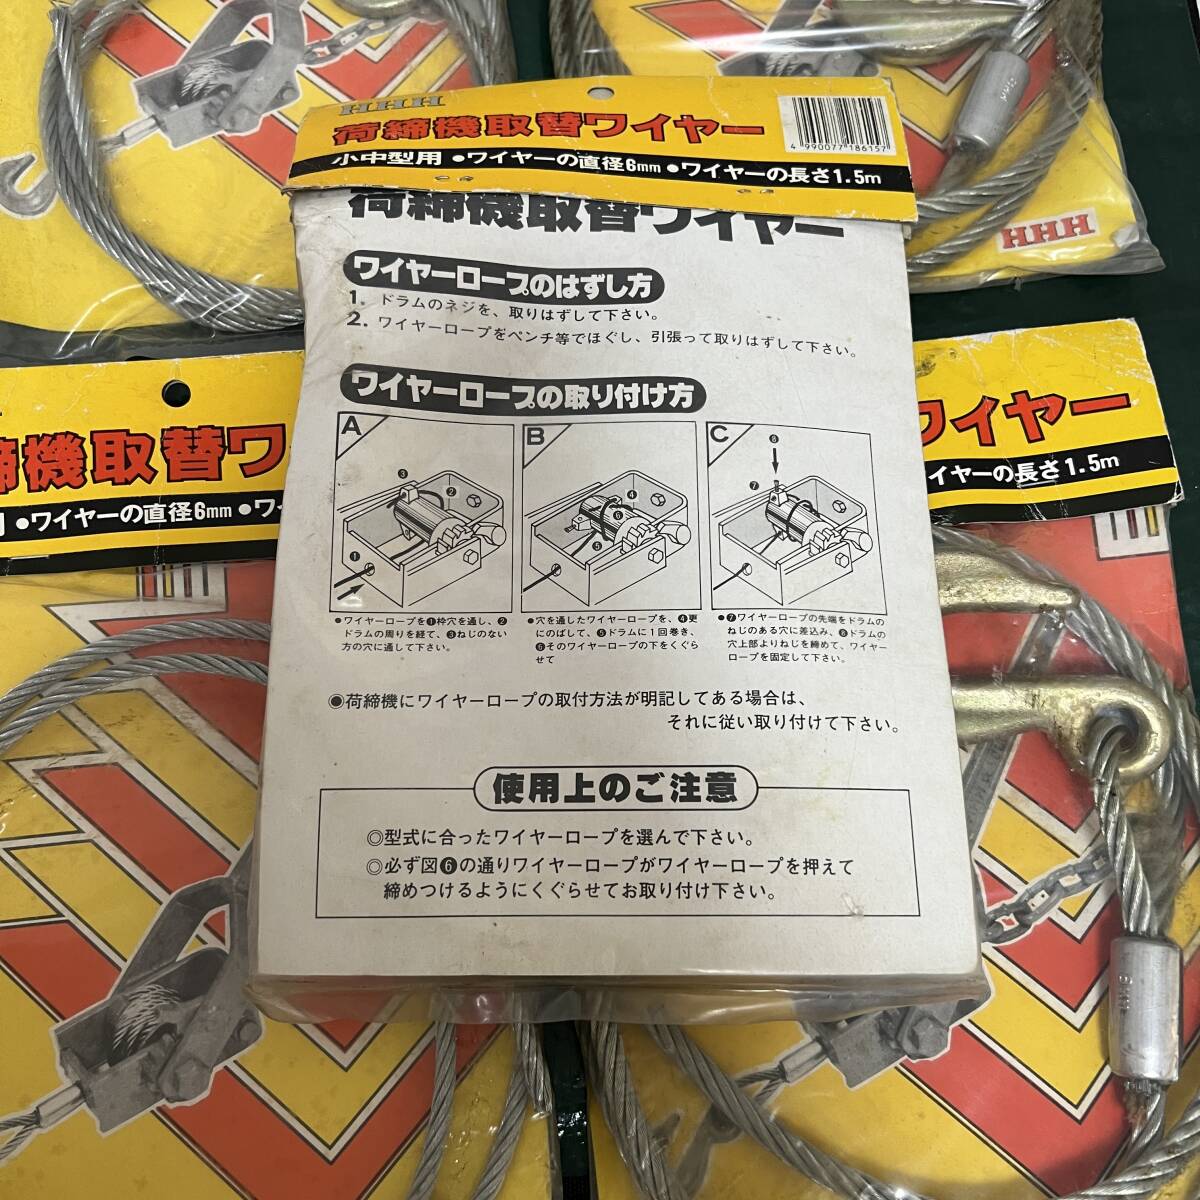 HHH
荷締機取替ワイヤー
小中型用 ●ワイヤーの直径6mm ●ワイヤーの長さ1.5m
4 990077 186157
荷締機取替ワイヤー
ワイヤーロープのはずし方
1. ドラムのネジを、取りはずして下さい。
2. ワイヤーロープをペンチ等でほぐし、引張って取りはずして下さい。
ワイヤーロープの取り付け方
A
❸
❷
❶
B
❹
❻
❺
C
❽
❼
●ワイヤーロープを❶枠穴を通し、❷
ドラムの周りを経て、❸ねじのない
方の穴に通して下さい。
●穴を通したワイヤーロープを、❹更
にのばして、❺ドラムに1回巻き、
❻そのワイヤーロープの下をくぐら
せて
●❼ワイヤーロープの先端をドラムの
ねじのある穴に差込み、❽ドラムの
穴上部よりねじを締めて、ワイヤー
ロープを固定して下さい。
●荷締機にワイヤーロープの取付方法が明記してある場合は、
それに従い取り付けて下さい。
使用上のご注意
◎型式に合ったワイヤーロープを選んで下さい。
◎必ず図❻の通りワイヤーロープがワイヤーロープを押えて
締めつけるようにくぐらせてお取り付け下さい。
HHH
締機取替ワ
用 ●ワイヤーの直径6mm ●ワ
ワイヤー
イヤーの長さ1.5m
HHH
HHH